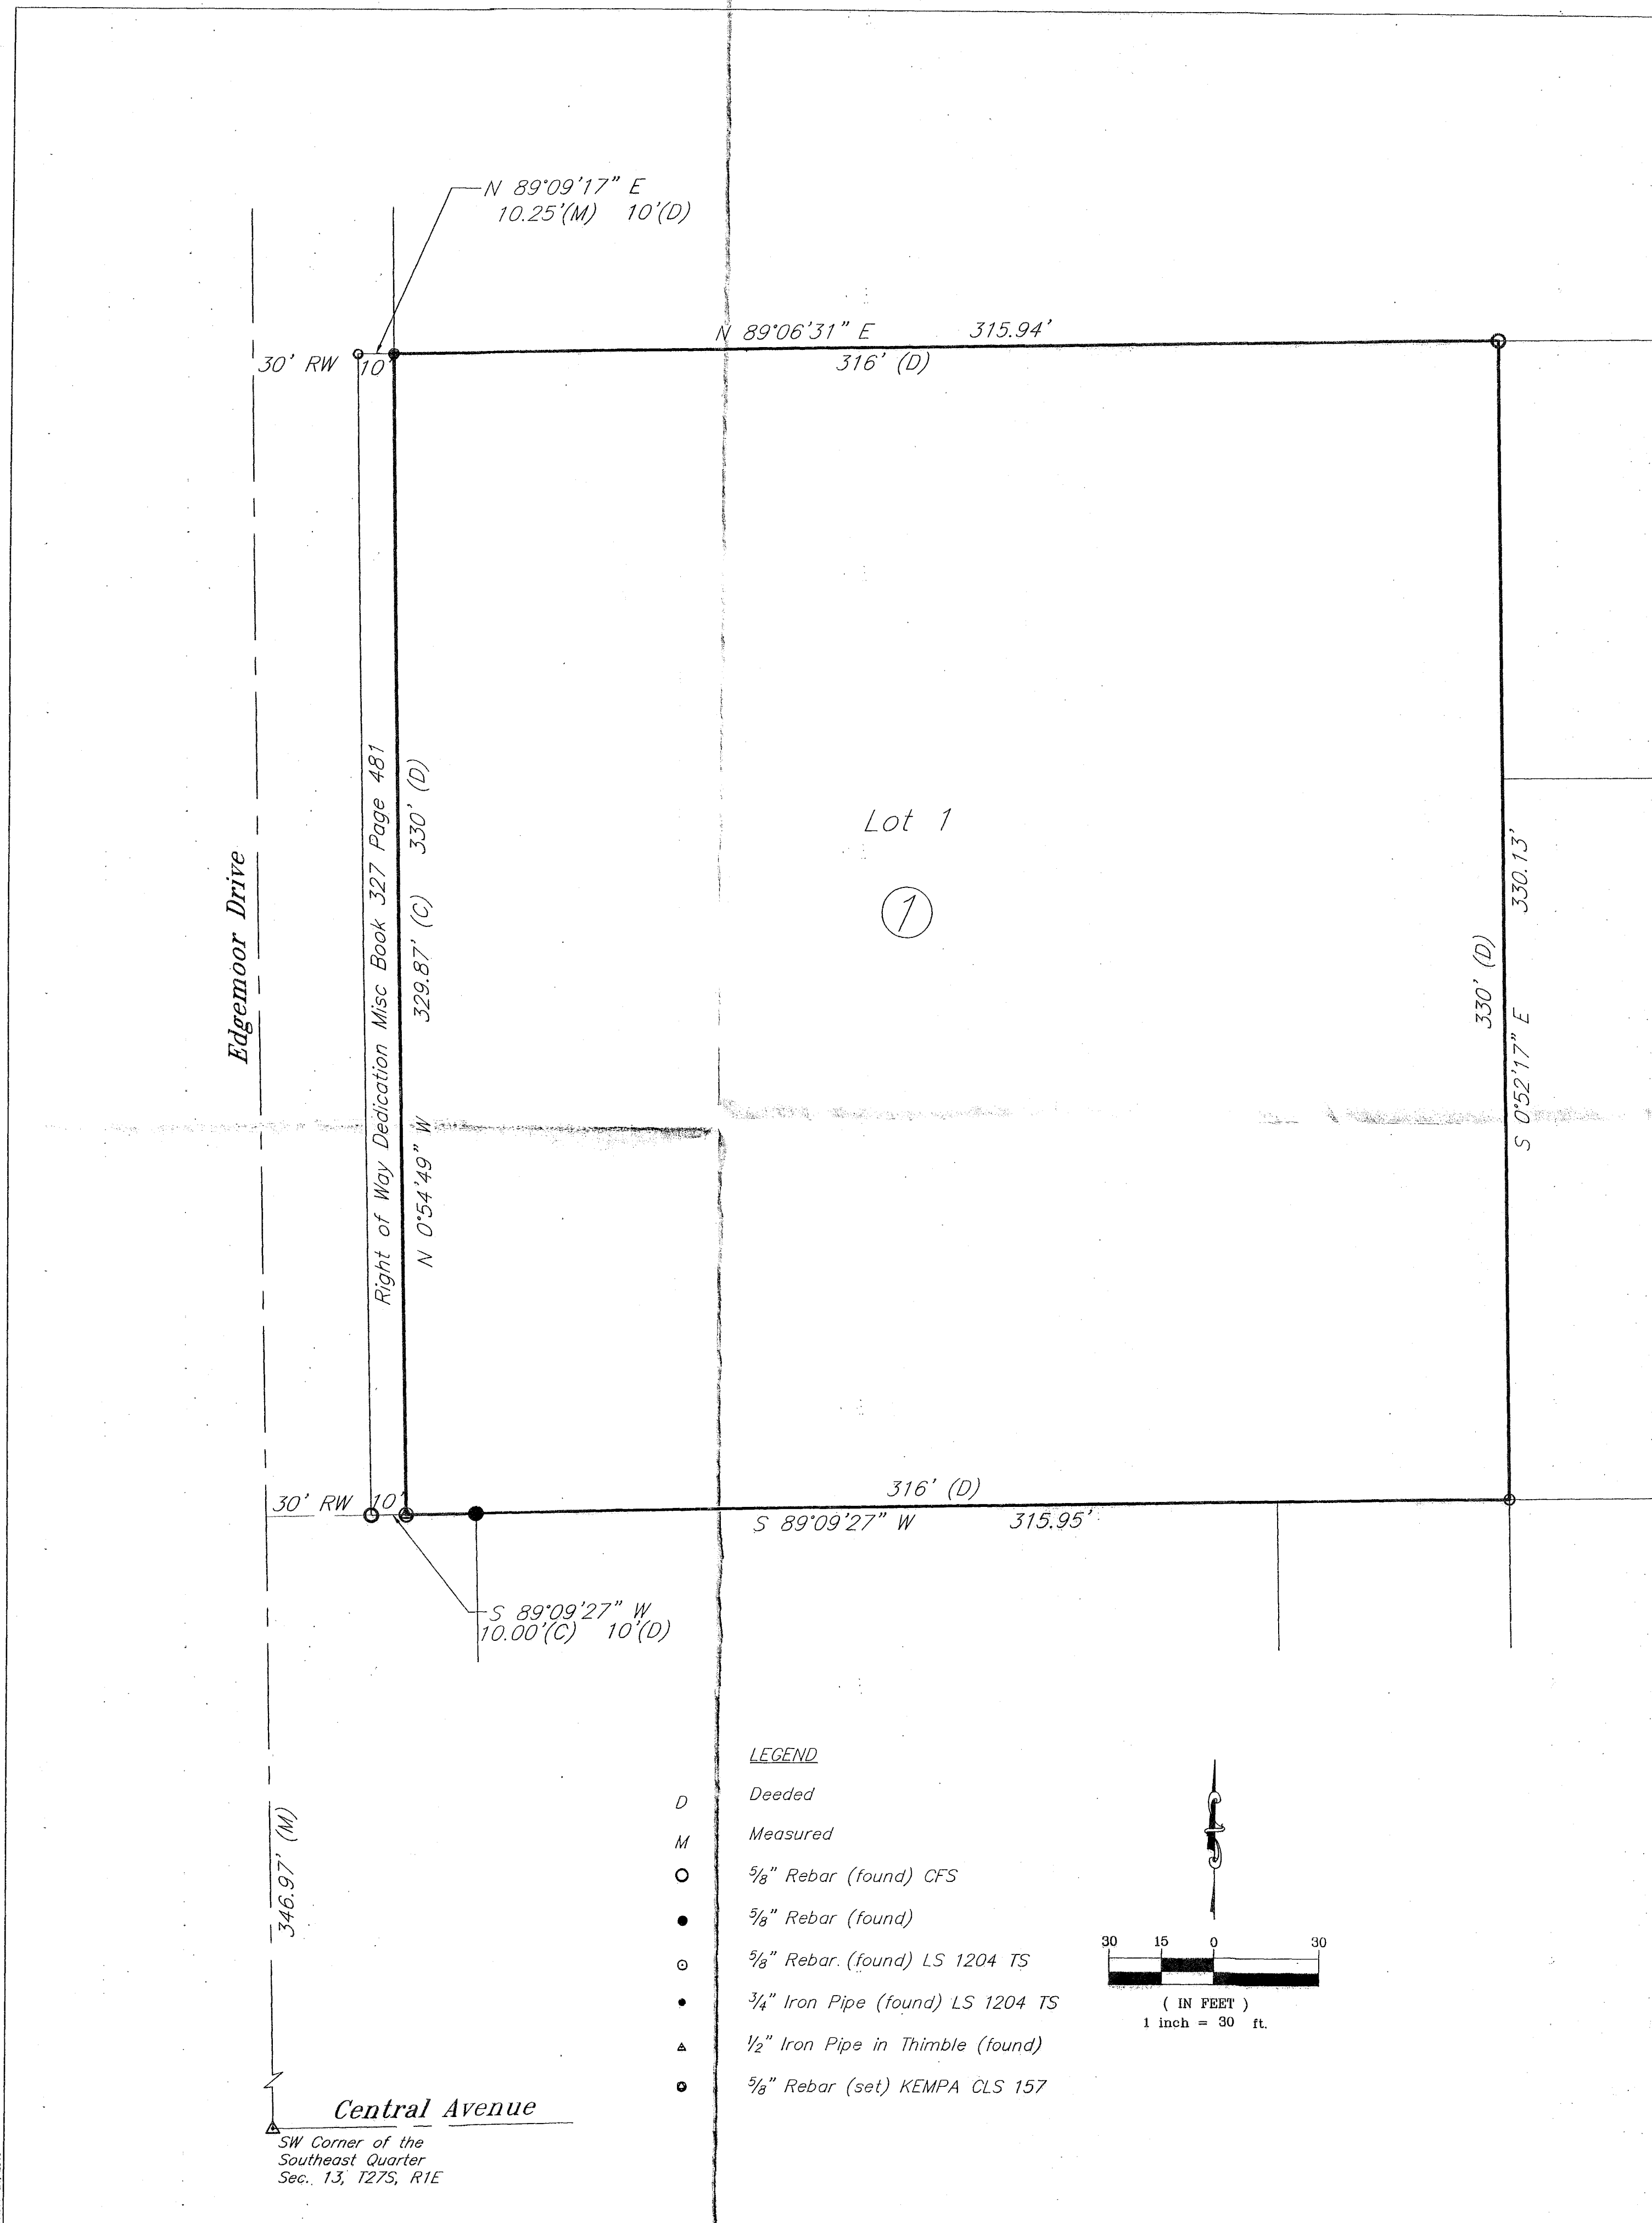 N 89°09'17" E
10.25'(M) 10'(D)
N 89°06'31" E 315.94'
316' (D)
30' RW 10'
Edgemoor Drive
Right of Way Dedication Misc Book 327 Page 481
N 0°54'49" W 329.87' (C) 330' (D)
Lot 1
1
330' (D)
S 0°52'17" E 330.13'
316' (D)
30' RW 10'
S 89°09'27" W 315.95'
S 89°09'27" W
10.00'(C) 10'(D)
346.97' (M)
LEGEND
D Deeded
M Measured
5/8" Rebar (found) CFS
5/8" Rebar (found)
5/8" Rebar. (found) LS 1204 TS
3/4" Iron Pipe (found) LS 1204 TS
1/2" Iron Pipe in Thimble (found)
5/8" Rebar (set) KEMPA CLS 157
30 15 0 30
( IN FEET )
1 inch = 30 ft.
Central Avenue
SW Corner of the
Southeast Quarter
Sec. 13, T27S, R1E